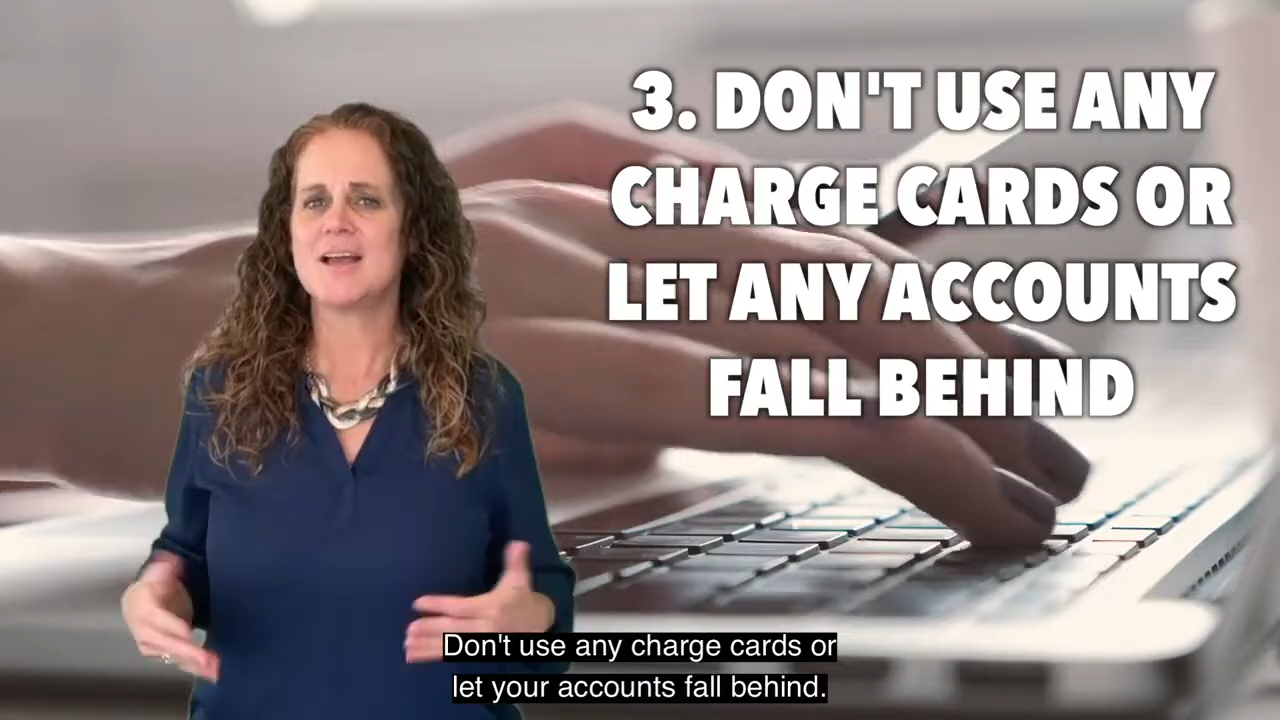 3. DON'T USE ANY
CHARGE CARDS OR
LET ANY ACCOUNTS
FALL BEHIND
Don't use any charge cards or
let your accounts fall behind.